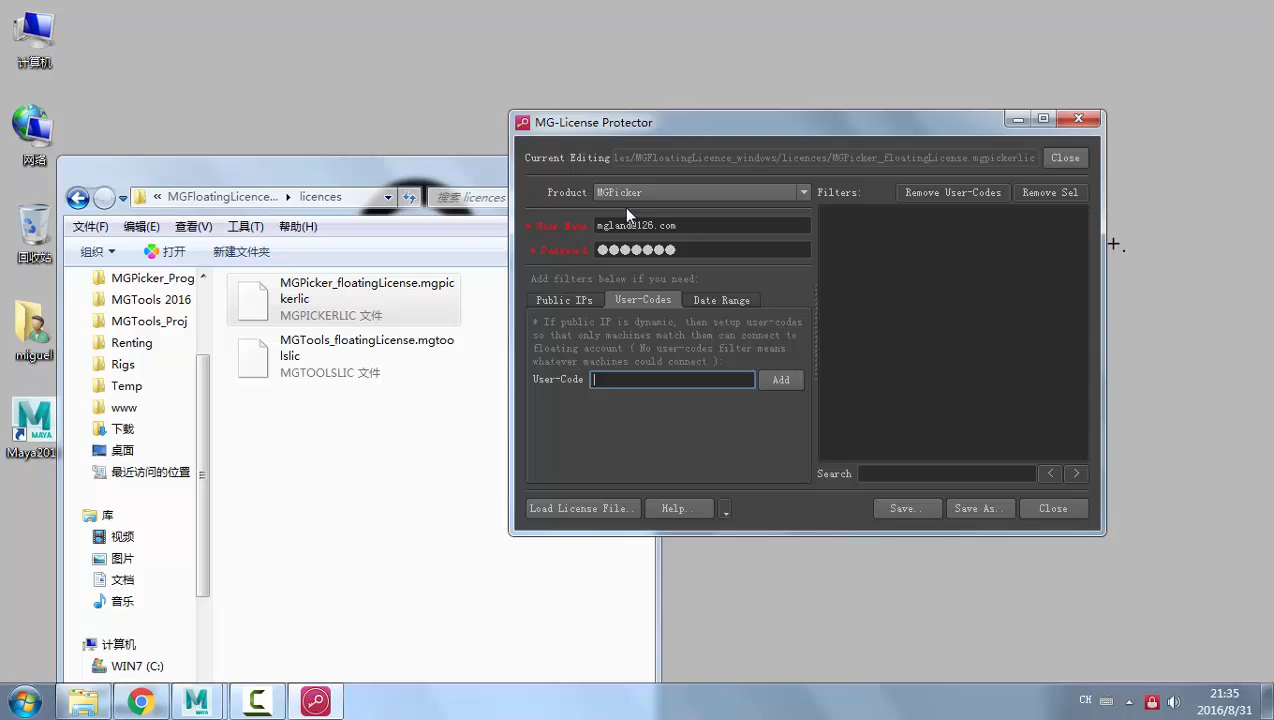 计算机
网络
回收站
miguel
MAYA
Maya201
« MGFloatingLicence... ▸ licences
搜索 licences
文件(F) 编辑(E) 查看(V) 工具(T) 帮助(H)
组织 打开 新建文件夹
MGPicker_Prog
MGTools 2016
MGTools_Proj
Renting
Rigs
Temp
www
下载
桌面
最近访问的位置
库
视频
图片
文档
音乐
计算机
WIN7 (C:)
MGPicker_floatingLicense.mgpic
kerlic
MGPICKERLIC 文件
MGTools_floatingLicense.mgtoo
lslic
MGTOOLSLIC 文件
MG-License Protector
Current Editing les/MGFloatingLicence_windows/licences/MGPicker_floatingLicense.mgpickerlic Close
Product MGPicker
* User Name mgland@126.com
* Password
Add filters below if you need:
Public IPs User-Codes Date Range
* If public IP is dynamic, then setup user-codes
so that only machines match them can connect to
floating account ( No user-codes filter means
whatever machines could connect ):
User-Code Add
Filters: Remove User-Codes Remove Sel
Search < >
Load License File.. Help.. Save.. Save As.. Close
CH
21:35
2016/8/31